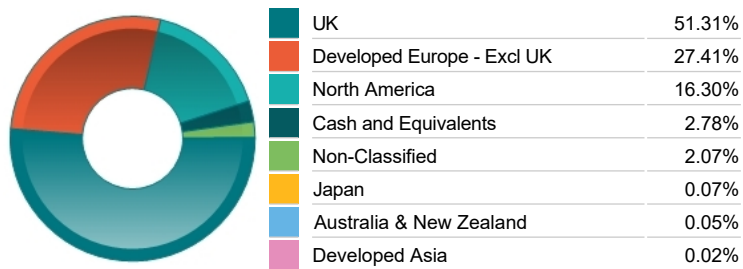 UK 51.31%
Developed Europe - Excl UK 27.41%
North America 16.30%
Cash and Equivalents 2.78%
Non-Classified 2.07%
Japan 0.07%
Australia & New Zealand 0.05%
Developed Asia 0.02%